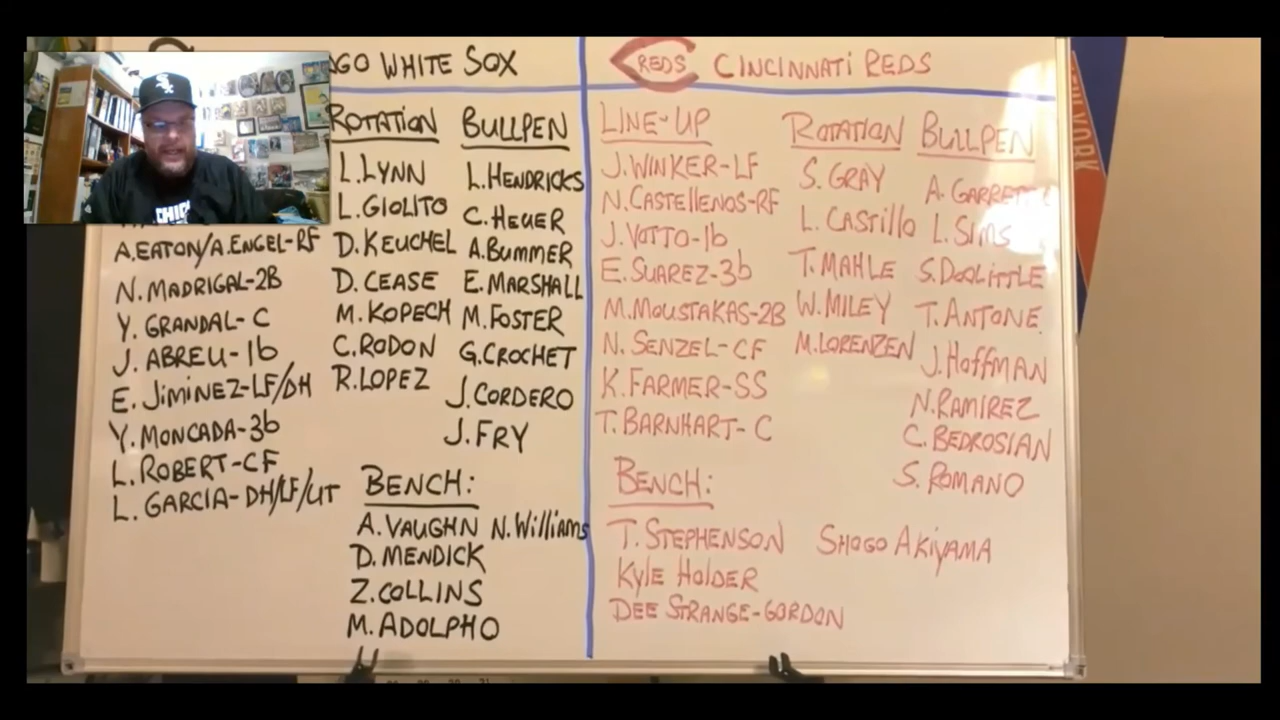 AGO WHITE SOX
A.EATON/A.ENGEL-RF
N.MADRIGAL-2B
Y. GRANDAL-C
J. ABREU-1b
E. JIMINEZ-LF/DH
Y. MONCADA-3b
L. ROBERT-CF
L. GARCIA-DH/LF/UT
ROTATION
L.LYNN
L.GIOLITO
D.KEUCHEL
D.CEASE
M.KOPECH
C.RODON
R.LOPEZ
BULLPEN
L.HENDRICKS
C.HEUER
A.BUMMER
E.MARSHALL
M.FOSTER
G.CROCHET
J.CORDERO
J.FRY
BENCH:
A.VAUGHN N.Williams
D.MENDICK
Z.COLLINS
M.ADOLPHO
REDS CINCINNATI REDS
LINE-UP
J.WINKER-LF
N.CASTELLENOS-RF
J.VOTTO-1b
E.SUAREZ-3b
M.MOUSTAKAS-2B
N.SENZEL-CF
K.FARMER-SS
T.BARNHART-C
ROTATION
S.GRAY
L.CASTILLO
T.MAHLE
W.MILEY
M.LORENZEN
BULLPEN
A.GARRETT
L.SIMS
S.DOOLITTLE
T.ANTONE
J.HOFFMAN
N.RAMIREZ
C.BEDROSIAN
S.ROMANO
BENCH:
T.STEPHENSON SHOGO AKIYAMA
Kyle Holder
DEE STRANGE-GORDON